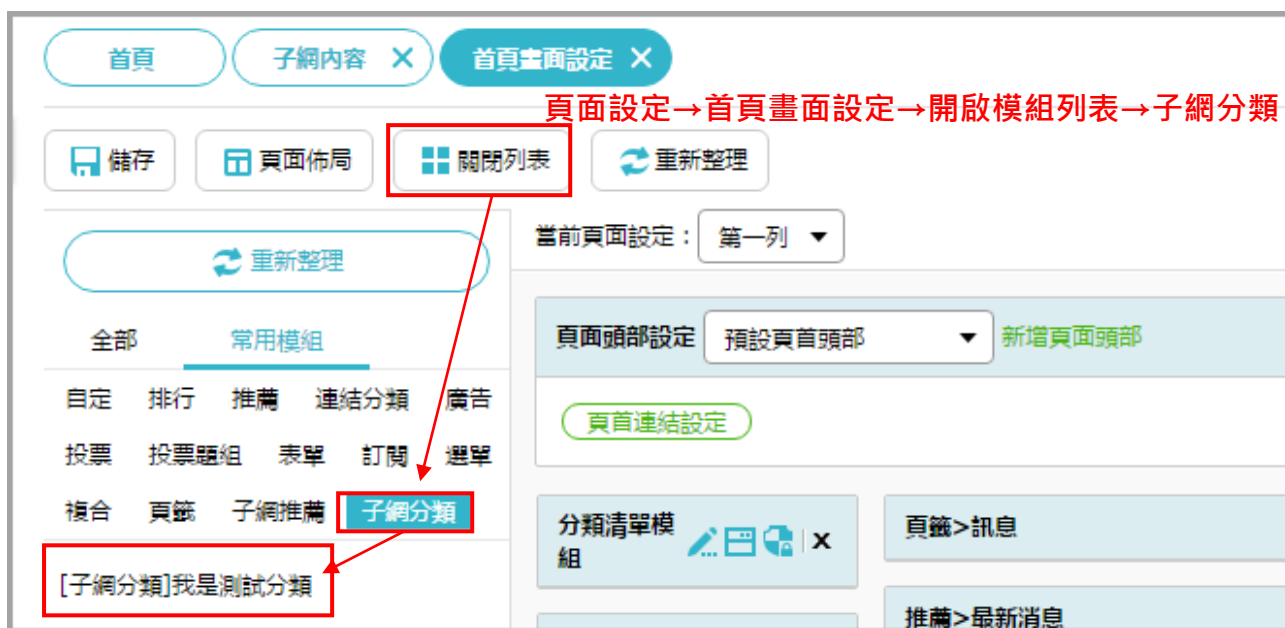 首頁 子網內容 首頁畫面設定
頁面設定→首頁畫面設定→開啟模組列表→子網分類
儲存 頁面佈局 關閉列表 重新整理
當前頁面設定： 第一列
重新整理
全部 常用模組
頁面頭部設定 預設頁首頭部 新增頁面頭部
自定 排行 推薦 連結分類 廣告
頁首連結設定
投票 投票題組 表單 訂閱 選單
複合 頁籤 子網推薦 子網分類
分類清單模
組
頁籤>訊息
[子網分類]我是測試分類
推薦>最新消息